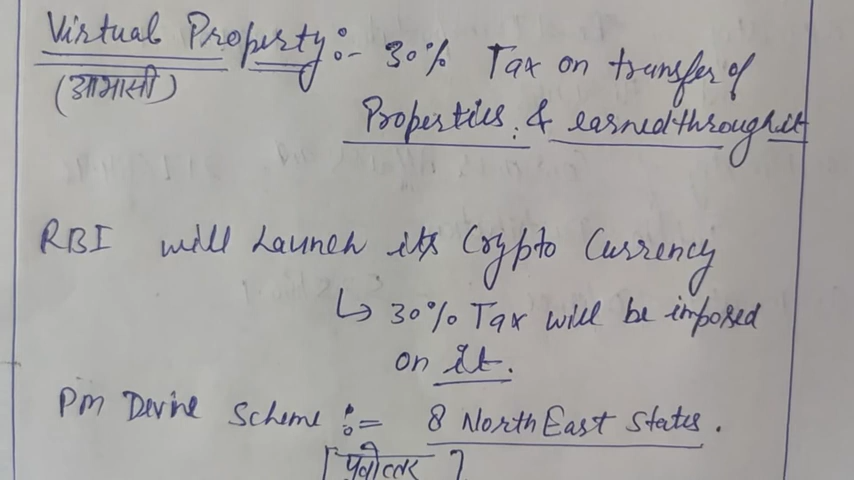 Virtual Property:- 30% Tax on transfer of
(आभासी)
Properties. & earned through it
RBI will Launch its Crypto Currency
↳ 30% Tax will be imposed
on it.
Pm Devine Scheme :- 8 North East States.
[पूर्वोत्तर]